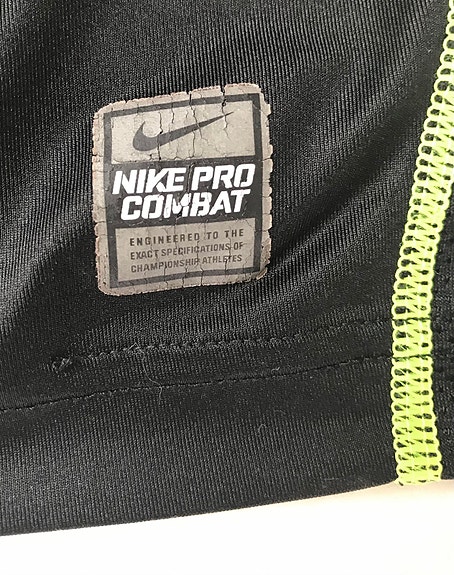 NIKE PRO
COMBAT
ENGINEERED TO THE
EXACT SPECIFICATIONS OF
CHAMPIONSHIP ATHLETES